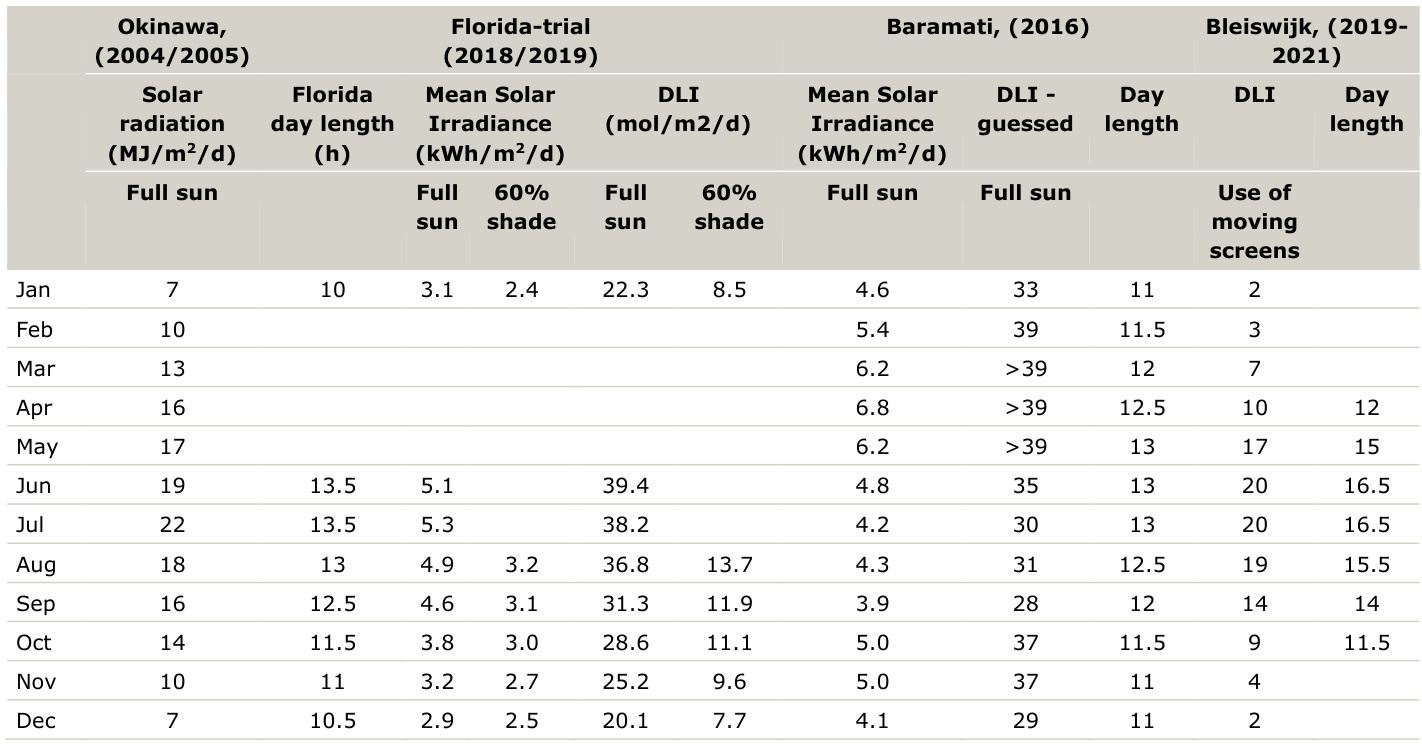 Okinawa, (2004/2005) Florida-trial (2018/2019) Baramati, (2016) Bleiswijk, (2019-2021)
Solar radiation (MJ/m²/d) Florida day length (h) Mean Solar Irradiance (kWh/m²/d) DLI (mol/m2/d) Mean Solar Irradiance (kWh/m²/d) DLI - guessed Day length DLI Day length
Full sun Full sun 60% shade Full sun 60% shade Full sun Full sun Use of moving screens
Jan 7 10 3.1 2.4 22.3 8.5 4.6 33 11 2
Feb 10 5.4 39 11.5 3
Mar 13 6.2 >39 12 7
Apr 16 6.8 >39 12.5 10 12
May 17 6.2 >39 13 17 15
Jun 19 13.5 5.1 39.4 4.8 35 13 20 16.5
Jul 22 13.5 5.3 38.2 4.2 30 13 20 16.5
Aug 18 13 4.9 3.2 36.8 13.7 4.3 31 12.5 19 15.5
Sep 16 12.5 4.6 3.1 31.3 11.9 3.9 28 12 14 14
Oct 14 11.5 3.8 3.0 28.6 11.1 5.0 37 11.5 9 11.5
Nov 10 11 3.2 2.7 25.2 9.6 5.0 37 11 4
Dec 7 10.5 2.9 2.5 20.1 7.7 4.1 29 11 2